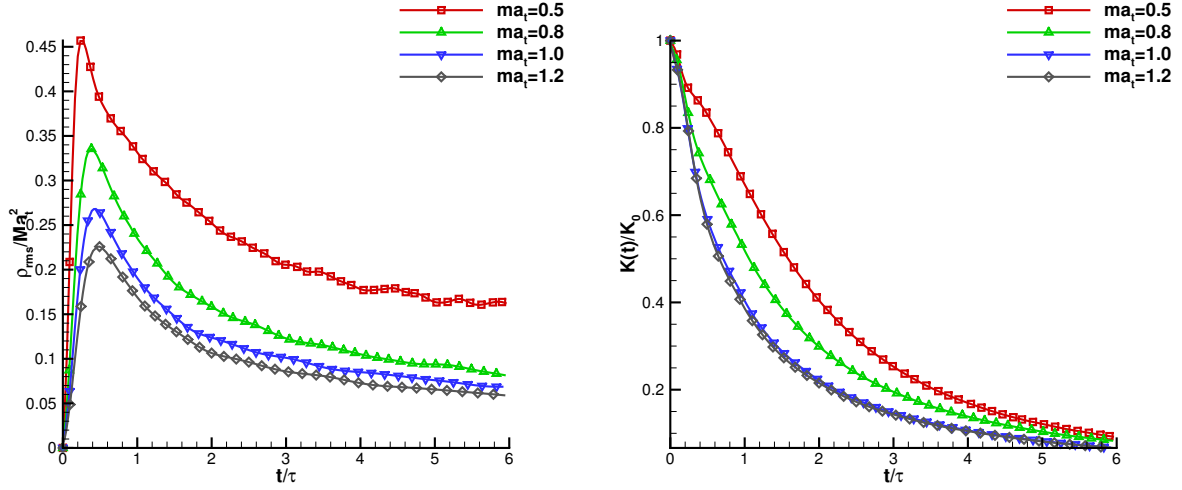 ma_t=0.5
ma_t=0.8
ma_t=1.0
ma_t=1.2
0.45
0.4
0.35
0.3
0.25
0.2
0.15
0.1
0.05
0
ρ_rms/Ma_t^2
0 1 2 3 4 5 6
t/τ
ma_t=0.5
ma_t=0.8
ma_t=1.0
ma_t=1.2
1
0.8
0.6
0.4
0.2
K(t)/K_0
0 1 2 3 4 5 6
t/τ